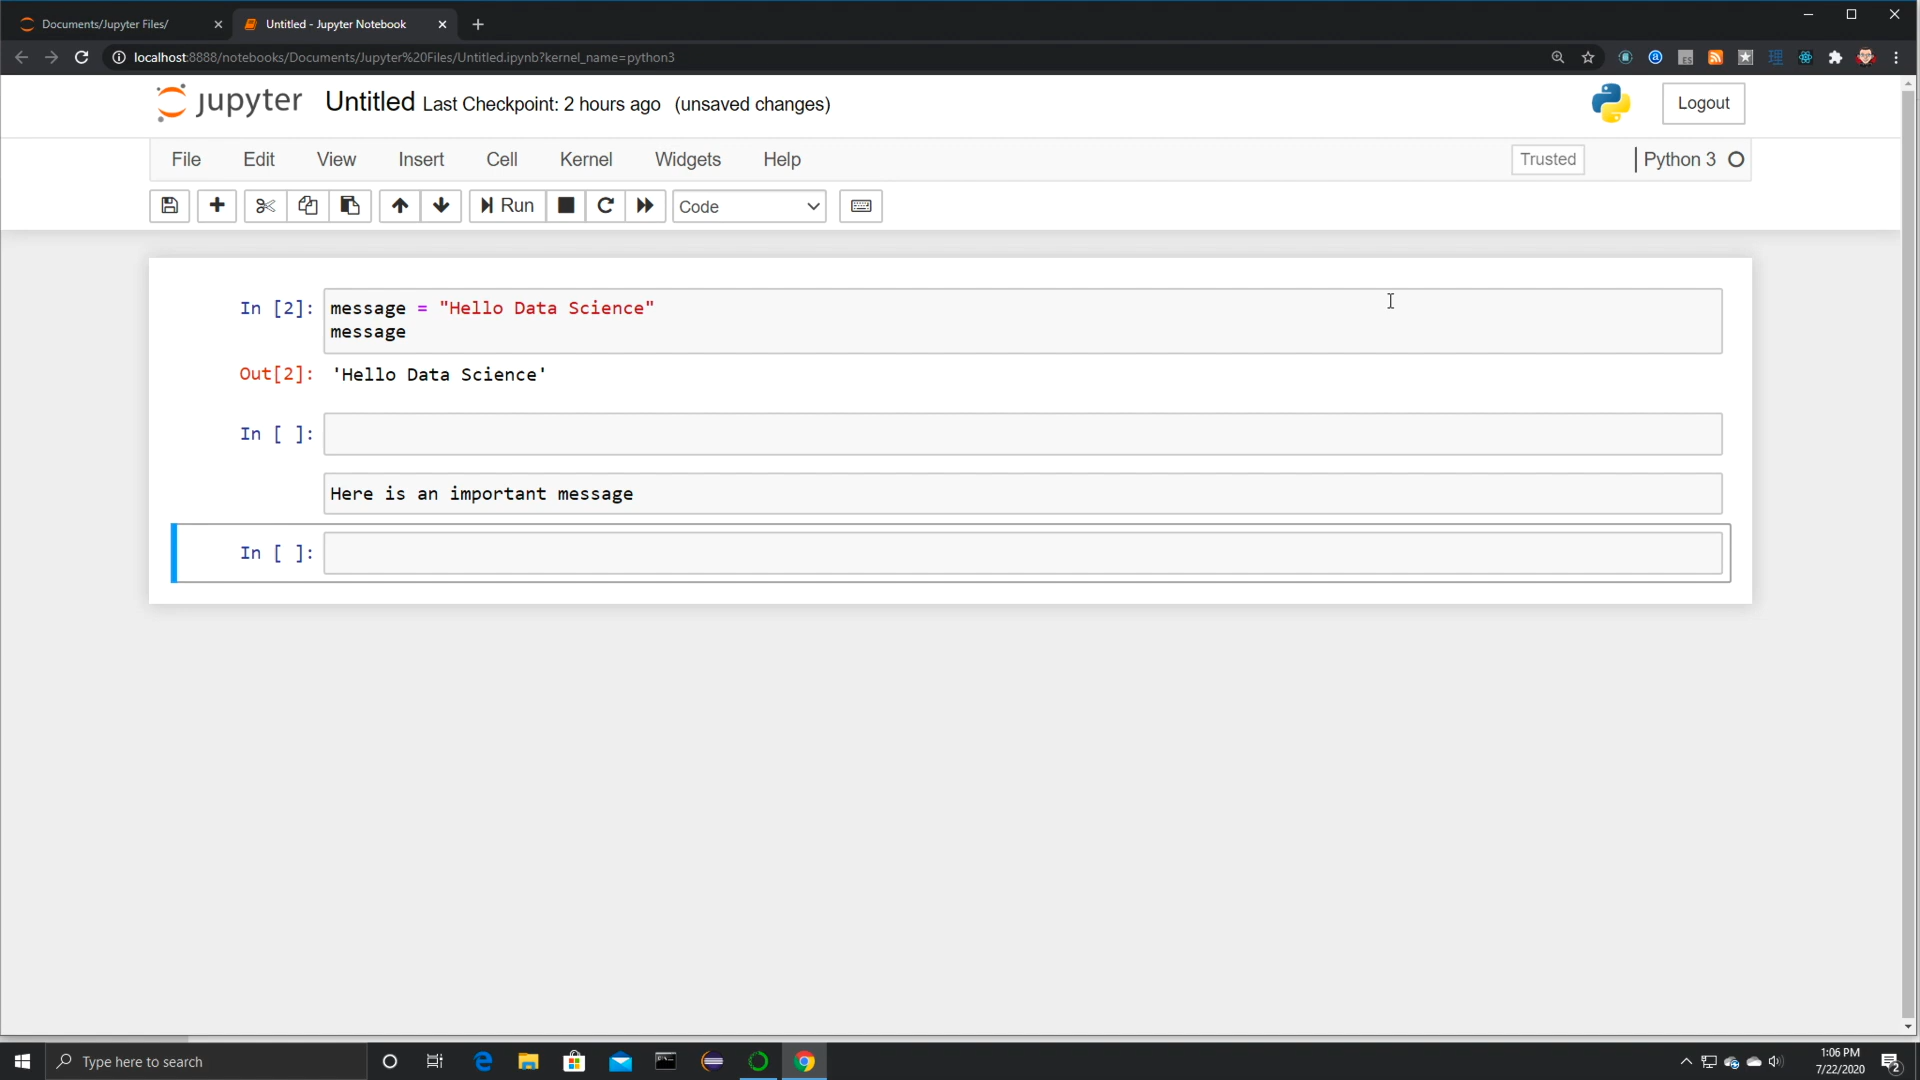 Documents/Jupyter Files/
Untitled - Jupyter Notebook
localhost:8888/notebooks/Documents/Jupyter%20Files/Untitled.ipynb?kernel_name=python3
jupyter Untitled Last Checkpoint: 2 hours ago (unsaved changes)
Logout
File Edit View Insert Cell Kernel Widgets Help
Trusted
Python 3
Run
Code
In [2]: message = "Hello Data Science"
message
Out[2]: 'Hello Data Science'
In [ ]:
Here is an important message
In [ ]:
Type here to search
1:06 PM
7/22/2020
2